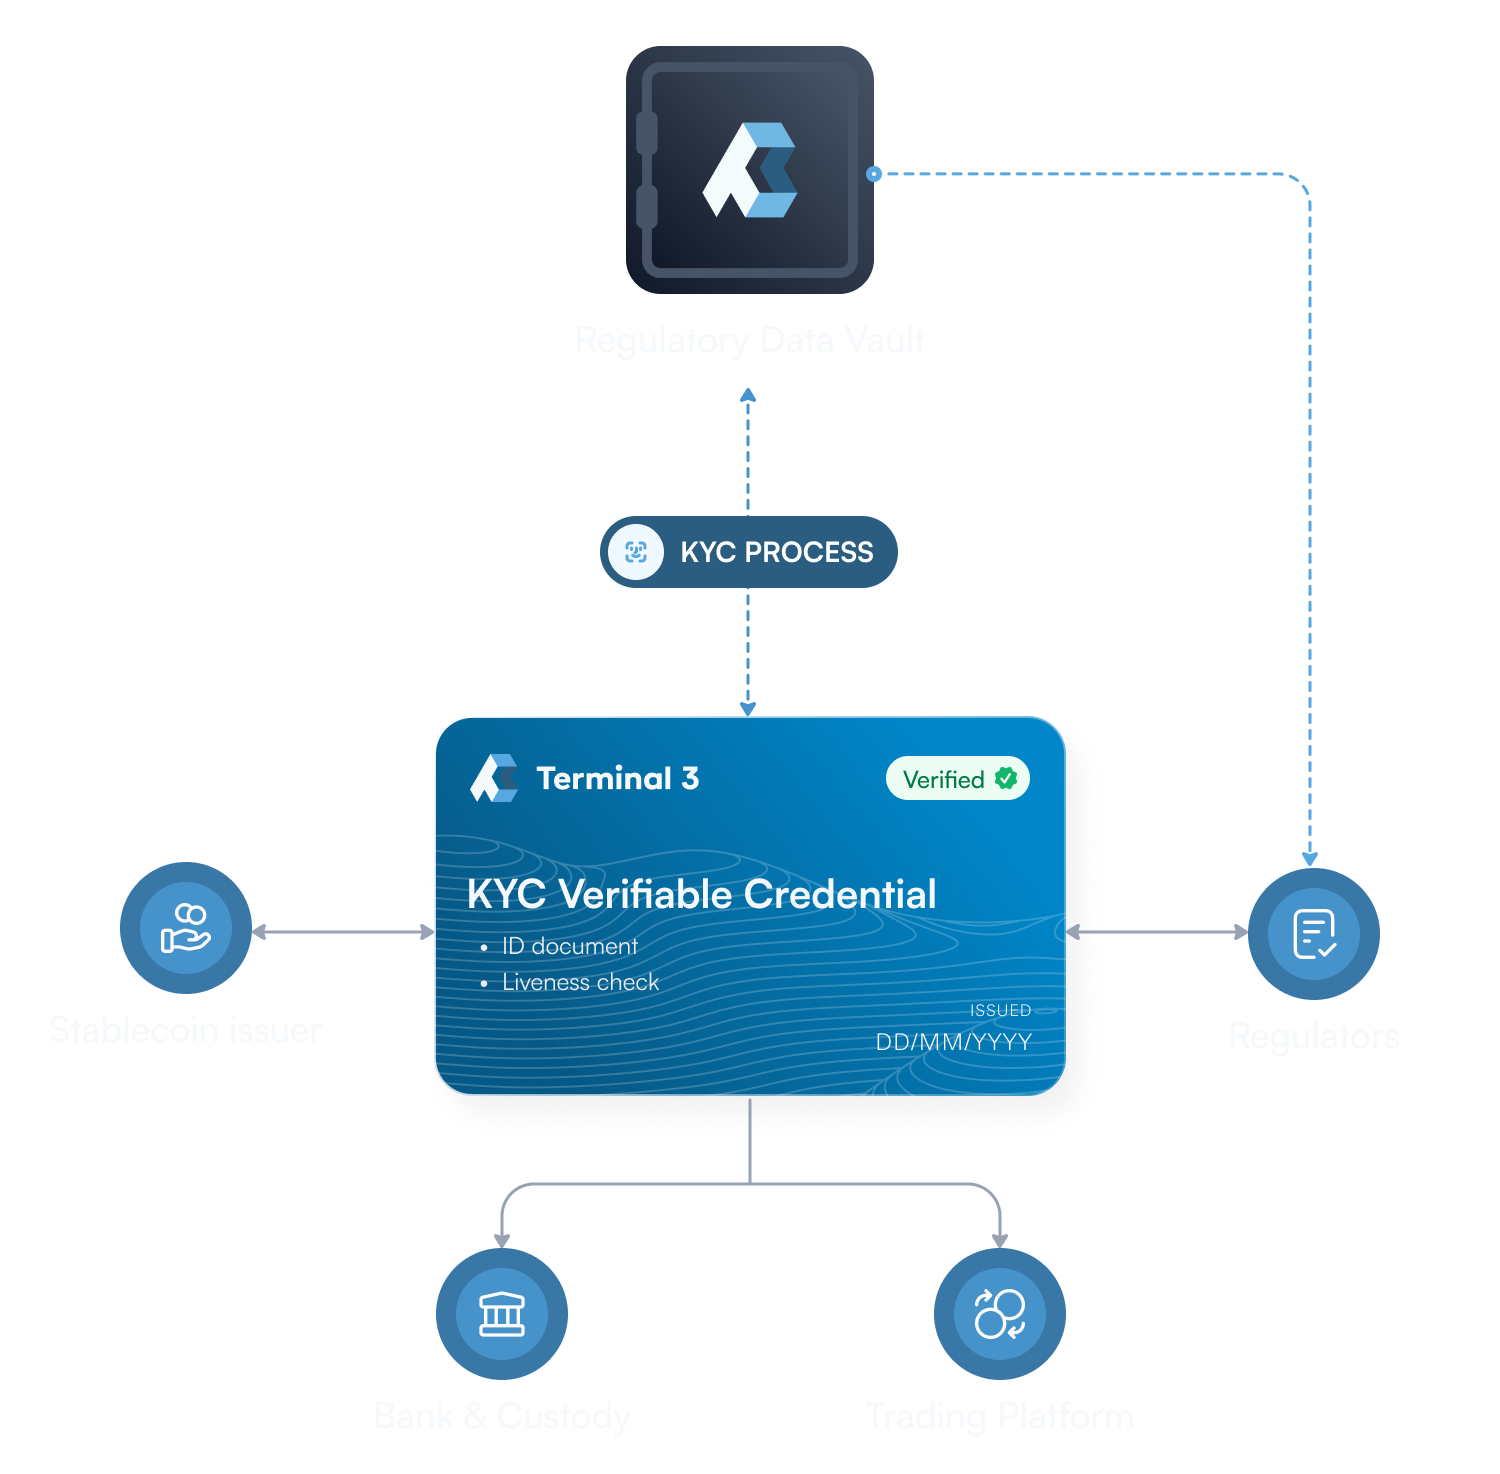 Regulatory Data Vault
KYC PROCESS
Terminal 3
Verified
KYC Verifiable Credential
• ID document
• Liveness check
ISSUED
DD/MM/YYYY
Stablecoin issuer
Regulators
Bank & Custody
Trading Platform